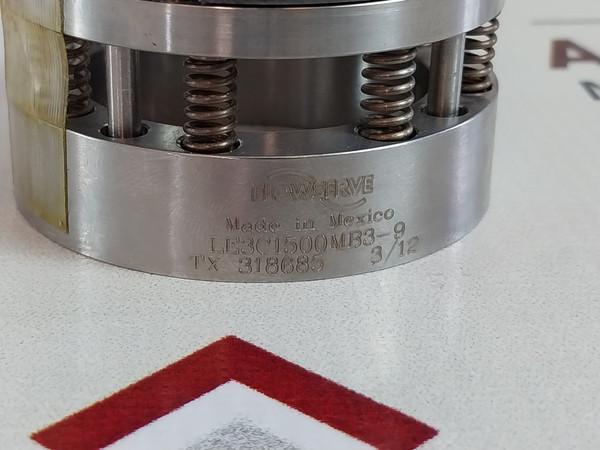 FLOWSERVE
Made in Mexico
LE3C1500MB3-9
Tx 318685 3/12
A